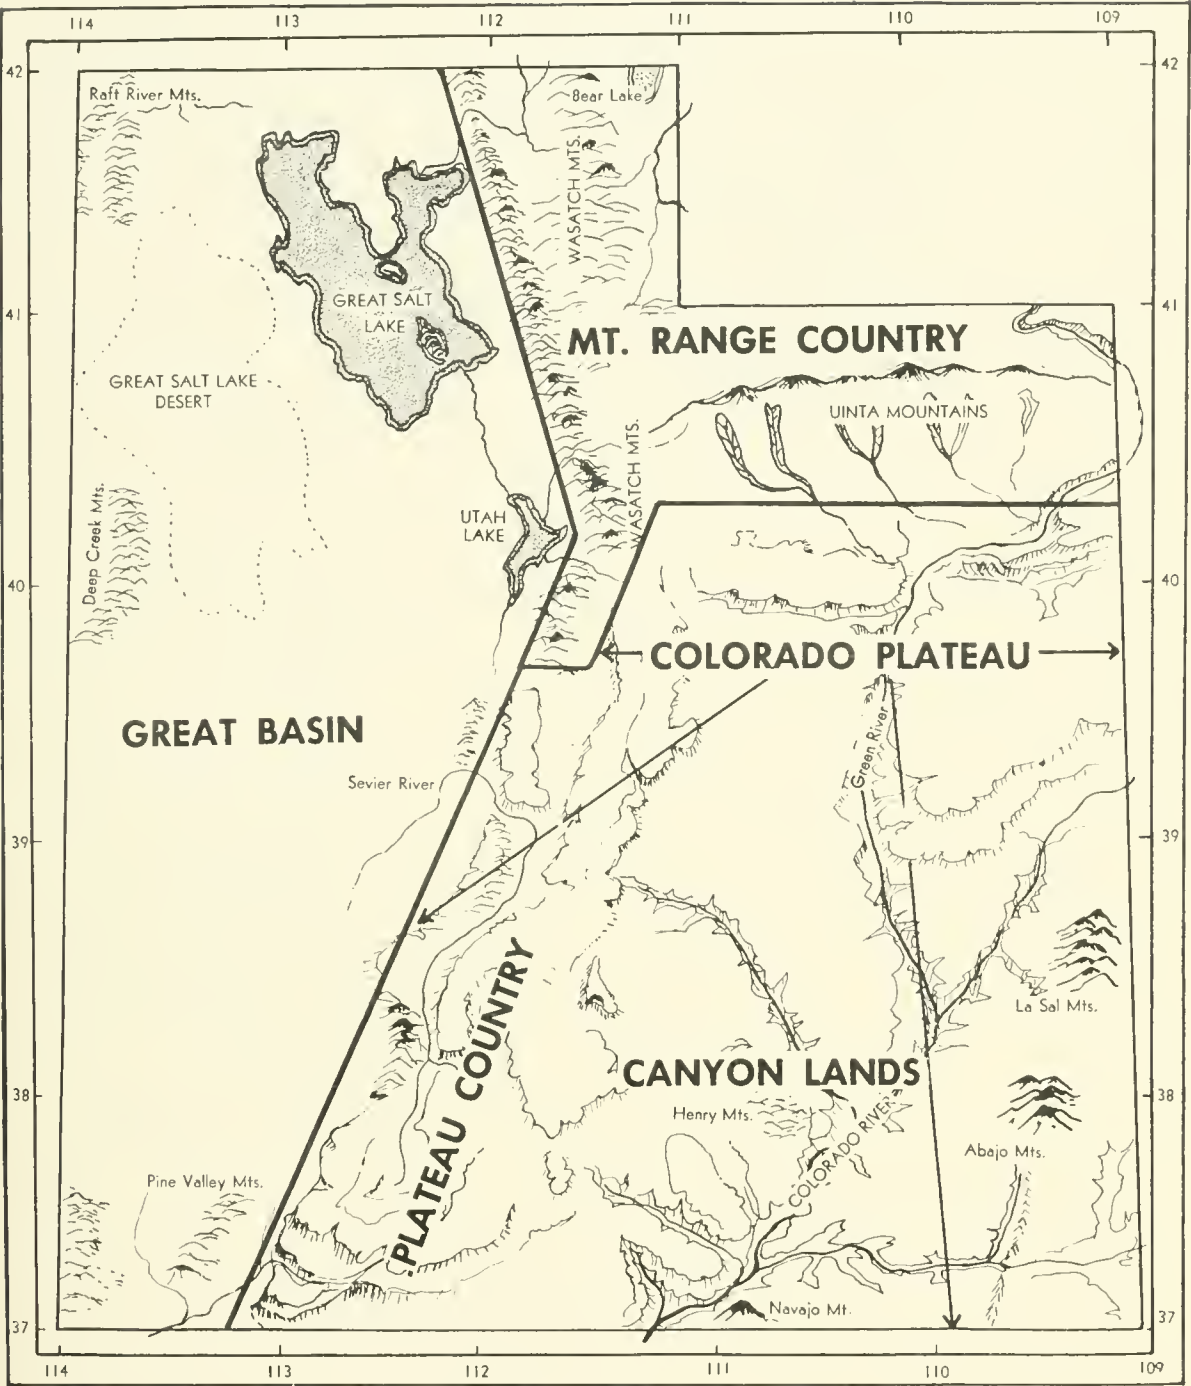 114 113 112 111 110 109
42 42
Raft River Mts.
Bear Lake
WASATCH MTS.
GREAT SALT
LAKE
41 41
MT. RANGE COUNTRY
GREAT SALT LAKE
DESERT
UINTA MOUNTAINS
WASATCH MTS.
Deep Creek Mts.
UTAH
LAKE
40 40
COLORADO PLATEAU
GREAT BASIN
Green River
Sevier River
39 39
PLATEAU COUNTRY
La Sal Mts.
CANYON LANDS
38 38
Henry Mts.
COLORADO RIVER
Abajo Mts.
Pine Valley Mts.
Navajo Mt.
37 37
114 113 112 111 110 109